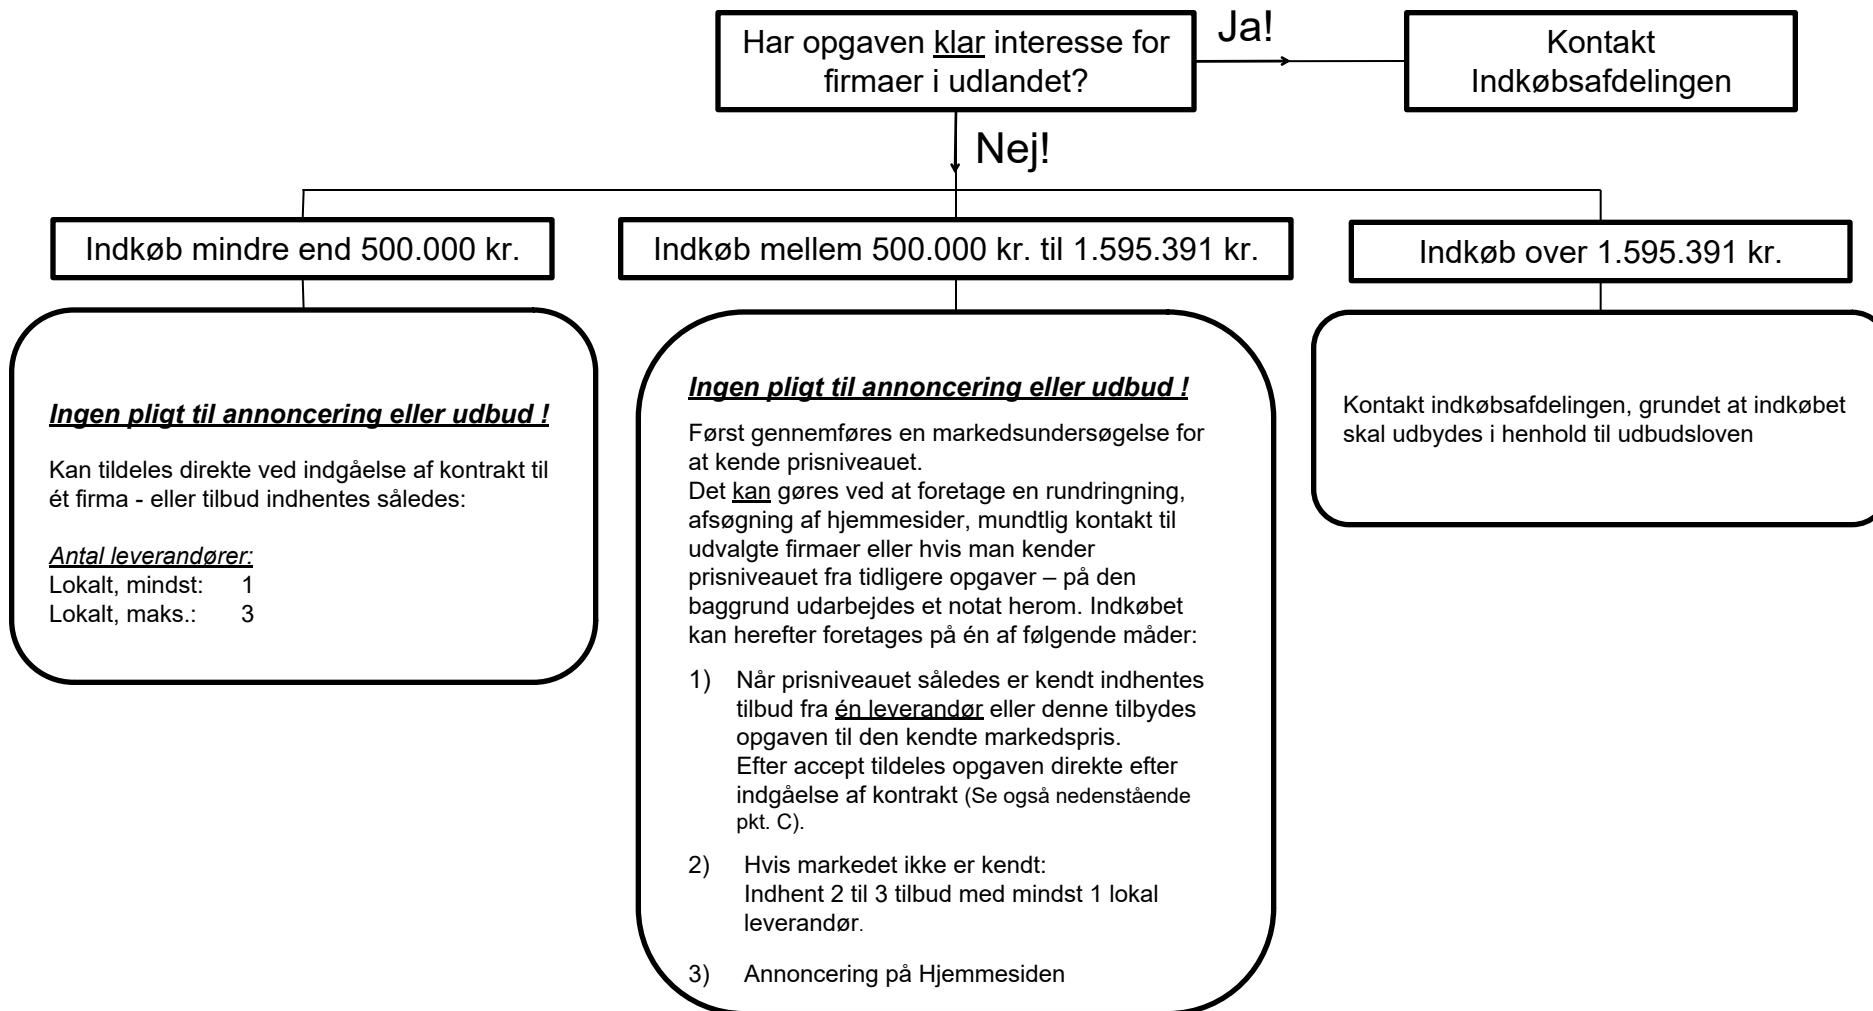 Har opgaven klar interesse for
firmaer i udlandet?
Ja!
Kontakt
Indkøbsafdelingen
Nej!
Indkøb mindre end 500.000 kr.
Indkøb mellem 500.000 kr. til 1.595.391 kr.
Indkøb over 1.595.391 kr.
Ingen pligt til annoncering eller udbud !
Kan tildeles direkte ved indgåelse af kontrakt til
ét firma - eller tilbud indhentes således:
Antal leverandører:
Lokalt, mindst: 1
Lokalt, maks.: 3
Ingen pligt til annoncering eller udbud !
Først gennemføres en markedsundersøgelse for
at kende prisniveauet.
Det kan gøres ved at foretage en rundringning,
afsøgning af hjemmesider, mundtlig kontakt til
udvalgte firmaer eller hvis man kender
prisniveauet fra tidligere opgaver – på den
baggrund udarbejdes et notat herom. Indkøbet
kan herefter foretages på én af følgende måder:
1) Når prisniveauet således er kendt indhentes
tilbud fra én leverandør eller denne tilbydes
opgaven til den kendte markedspris.
Efter accept tildeles opgaven direkte efter
indgåelse af kontrakt (Se også nedenstående
pkt. C).
2) Hvis markedet ikke er kendt:
Indhent 2 til 3 tilbud med mindst 1 lokal
leverandør.
3) Annoncering på Hjemmesiden
Kontakt indkøbsafdelingen, grundet at indkøbet
skal udbydes i henhold til udbudsloven